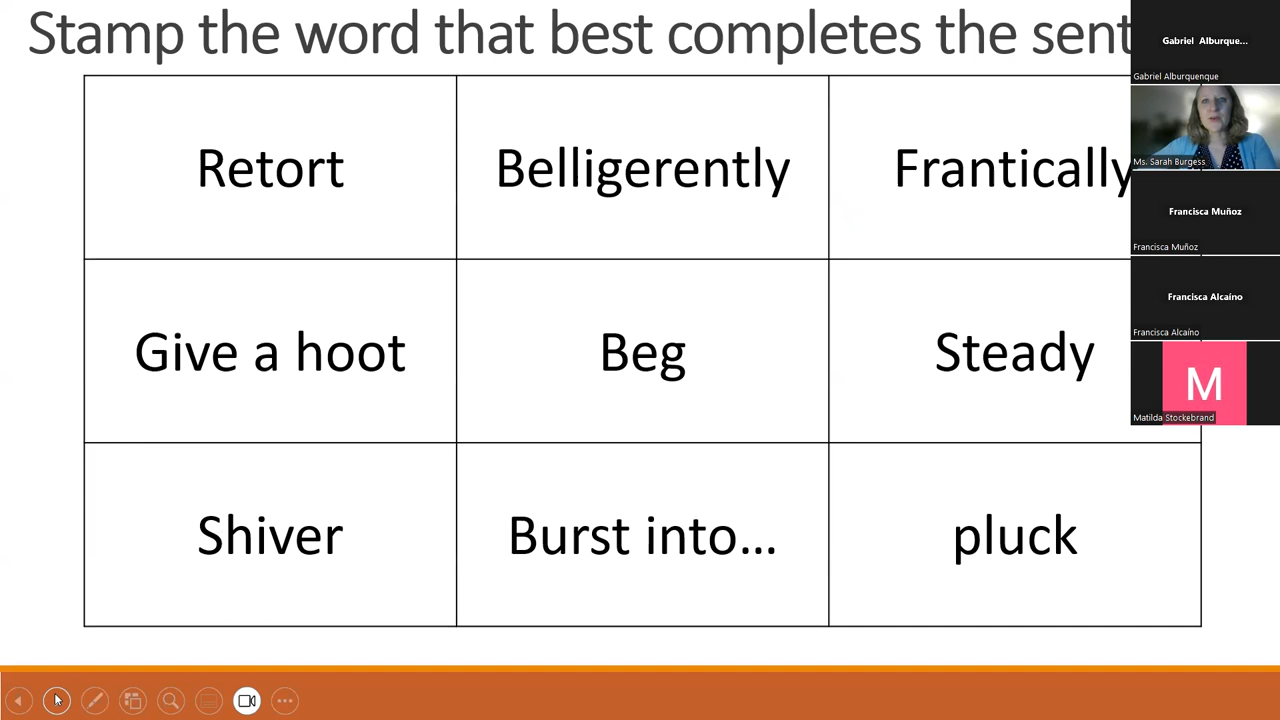 Stamp the word that best completes the sent
Retort Belligerently Frantically
Give a hoot Beg Steady
Shiver Burst into... pluck
Gabriel Alburque...
Gabriel Alburquenque
Ms. Sarah Burgess
Francisca Muñoz
Francisca Muñoz
Francisca Alcaíno
Francisca Alcaíno
M
Matilda Stockebrand